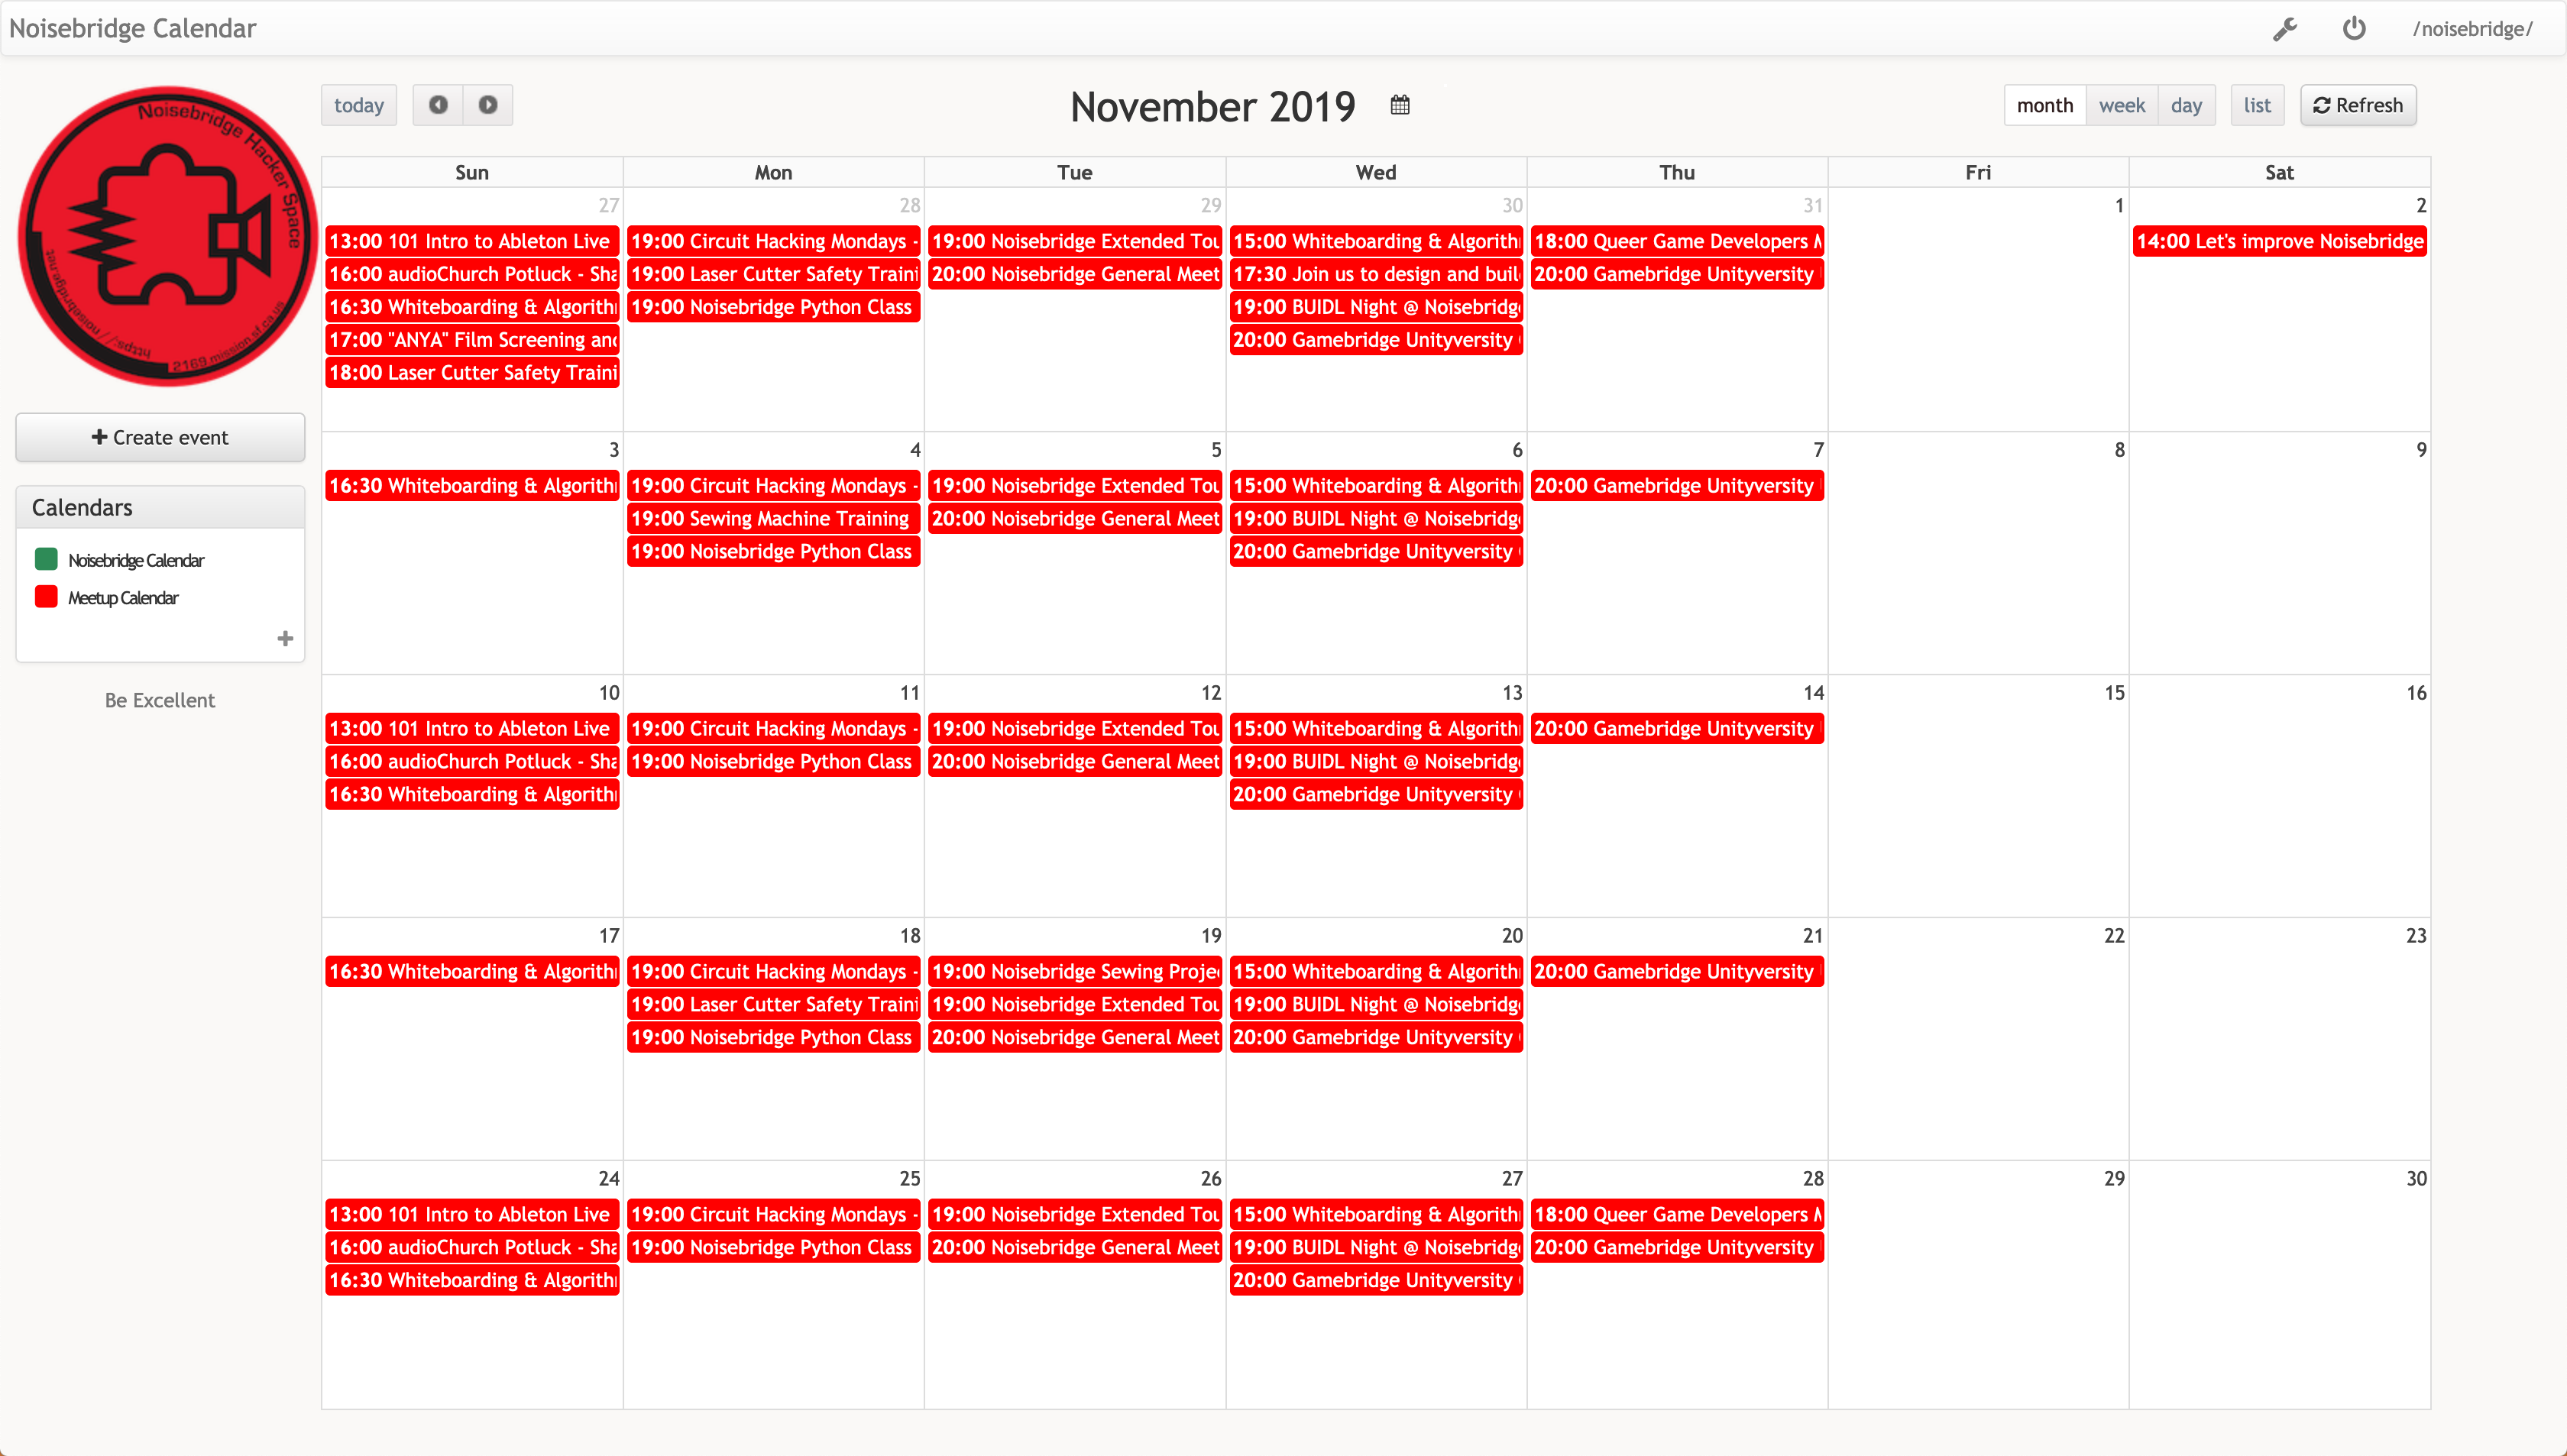 Noisebridge Calendar
/noisebridge/
Noisebridge Hacker Space
https://noisebridge.net
2169.mission.sf.ca.us
today
November 2019
month week day list Refresh
Create event
Calendars
Noisebridge Calendar
Meetup Calendar
Be Excellent
Sun Mon Tue Wed Thu Fri Sat
27
13:00 101 Intro to Ableton Live
16:00 audioChurch Potluck - Sha
16:30 Whiteboarding & Algorith
17:00 "ANYA" Film Screening and
18:00 Laser Cutter Safety Traini
28
19:00 Circuit Hacking Mondays -
19:00 Laser Cutter Safety Traini
19:00 Noisebridge Python Class
29
19:00 Noisebridge Extended Tou
20:00 Noisebridge General Meet
30
15:00 Whiteboarding & Algorith
17:30 Join us to design and buil
19:00 BUIDL Night @ Noisebridge
20:00 Gamebridge Unityversity
31
18:00 Queer Game Developers M
20:00 Gamebridge Unityversity
1
2
14:00 Let's improve Noisebridge
3
16:30 Whiteboarding & Algorith
4
19:00 Circuit Hacking Mondays -
19:00 Sewing Machine Training
19:00 Noisebridge Python Class
5
19:00 Noisebridge Extended Tou
20:00 Noisebridge General Meet
6
15:00 Whiteboarding & Algorith
19:00 BUIDL Night @ Noisebridge
20:00 Gamebridge Unityversity
7
20:00 Gamebridge Unityversity
8
9
10
13:00 101 Intro to Ableton Live
16:00 audioChurch Potluck - Sha
16:30 Whiteboarding & Algorith
11
19:00 Circuit Hacking Mondays -
19:00 Noisebridge Python Class
12
19:00 Noisebridge Extended Tou
20:00 Noisebridge General Meet
13
15:00 Whiteboarding & Algorith
19:00 BUIDL Night @ Noisebridge
20:00 Gamebridge Unityversity
14
20:00 Gamebridge Unityversity
15
16
17
16:30 Whiteboarding & Algorith
18
19:00 Circuit Hacking Mondays -
19:00 Laser Cutter Safety Traini
19:00 Noisebridge Python Class
19
19:00 Noisebridge Sewing Projec
19:00 Noisebridge Extended Tou
20:00 Noisebridge General Meet
20
15:00 Whiteboarding & Algorith
19:00 BUIDL Night @ Noisebridge
20:00 Gamebridge Unityversity
21
20:00 Gamebridge Unityversity
22
23
24
13:00 101 Intro to Ableton Live
16:00 audioChurch Potluck - Sha
16:30 Whiteboarding & Algorith
25
19:00 Circuit Hacking Mondays -
19:00 Noisebridge Python Class
26
19:00 Noisebridge Extended Tou
20:00 Noisebridge General Meet
27
15:00 Whiteboarding & Algorith
19:00 BUIDL Night @ Noisebridge
20:00 Gamebridge Unityversity
28
18:00 Queer Game Developers M
20:00 Gamebridge Unityversity
29
30